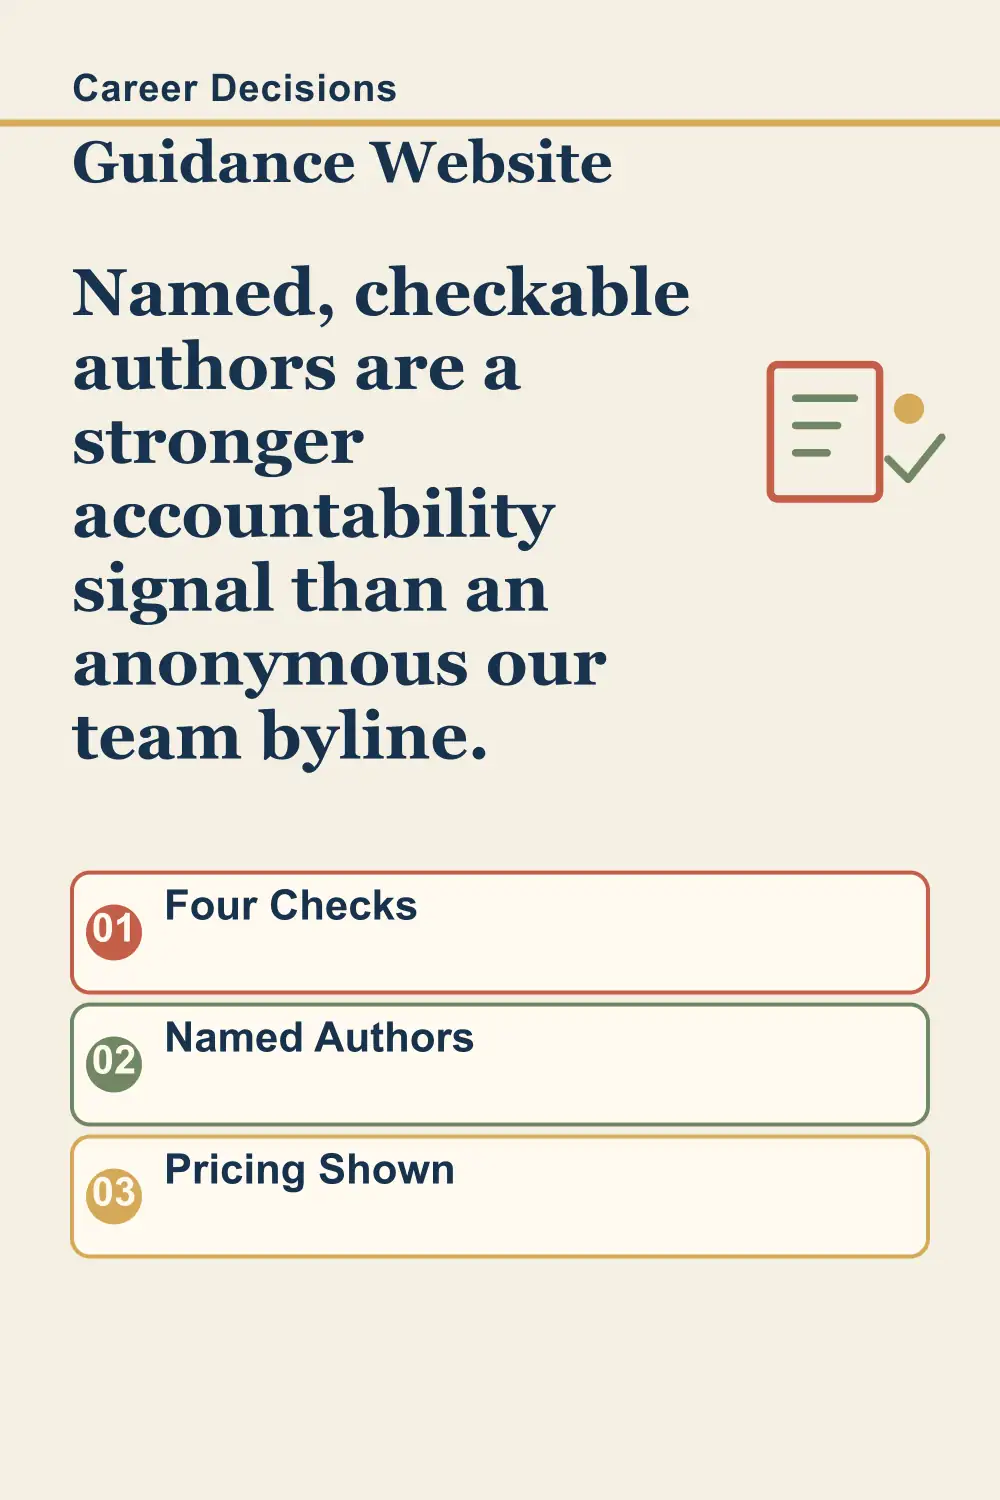 Career Decisions
Guidance Website
Named, checkable
authors are a
stronger
accountability
signal than an
anonymous our
team byline.
01 Four Checks
02 Named Authors
03 Pricing Shown